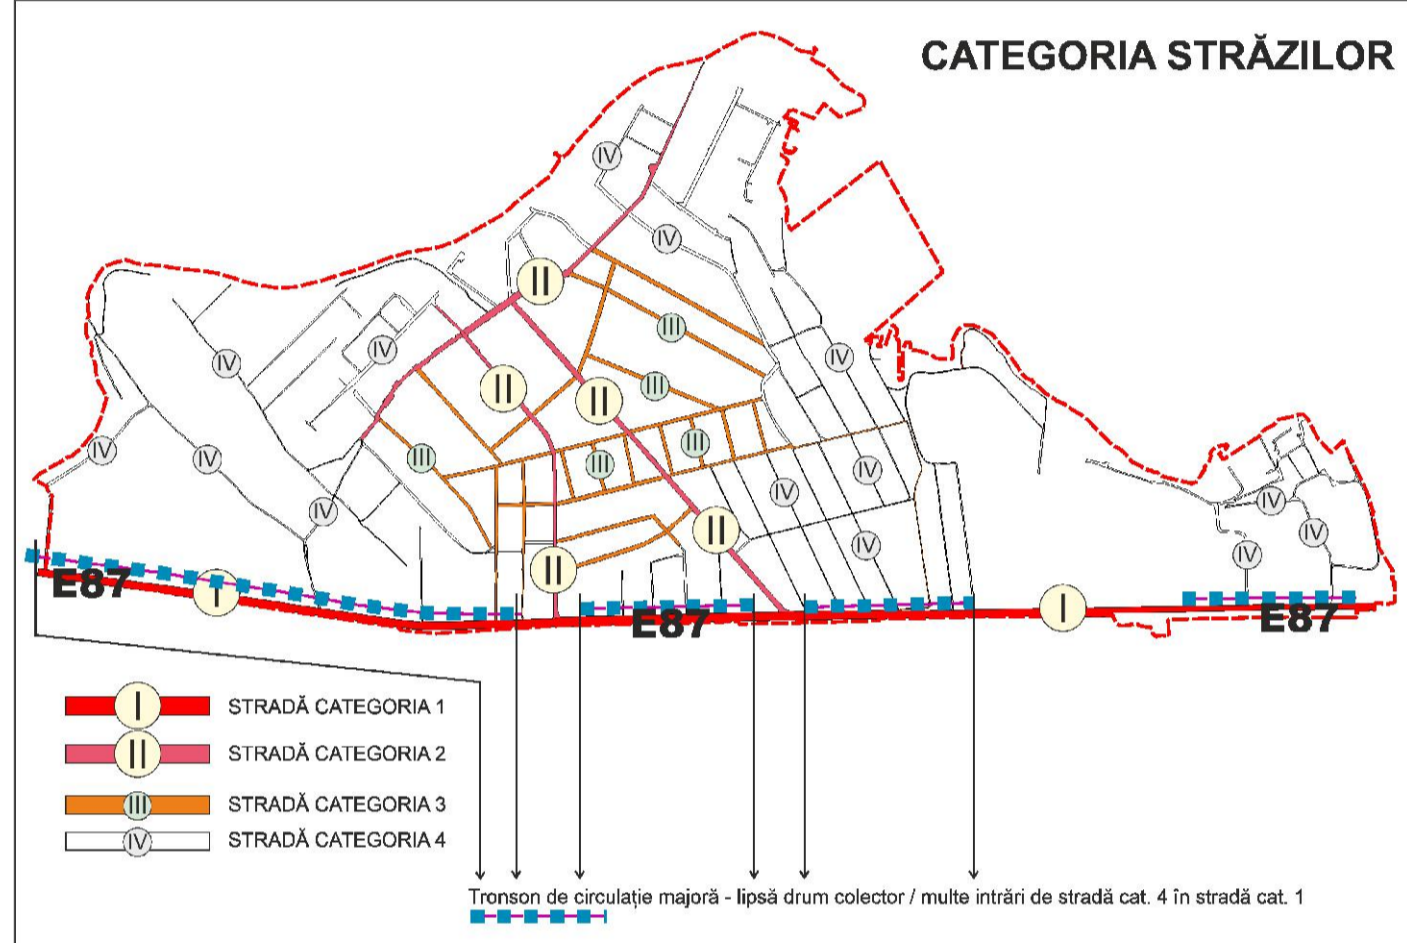 CATEGORIA STRĂZILOR
IV
IV
II
III
IV
IV
IV
II
III
II
III
IV
IV
III
III
IV
IV
IV
IV
IV
II
IV
IV
IV
II
E87
I
E87
I
E87
I STRADĂ CATEGORIA 1
II STRADĂ CATEGORIA 2
III STRADĂ CATEGORIA 3
IV STRADĂ CATEGORIA 4
Tronson de circulație majoră - lipsă drum colector / multe intrări de stradă cat. 4 în stradă cat. 1